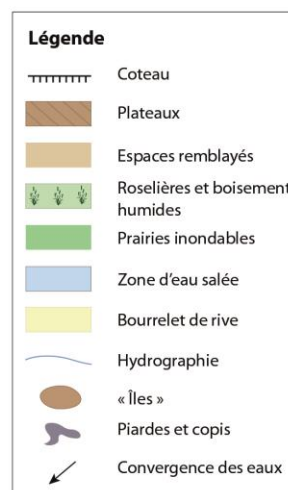 Légende
Coteau
Plateaux
Espaces remblayés
Roselières et boisement
humides
Prairies inondables
Zone d'eau salée
Bourrelet de rive
Hydrographie
« Îles »
Piardes et copis
Convergence des eaux